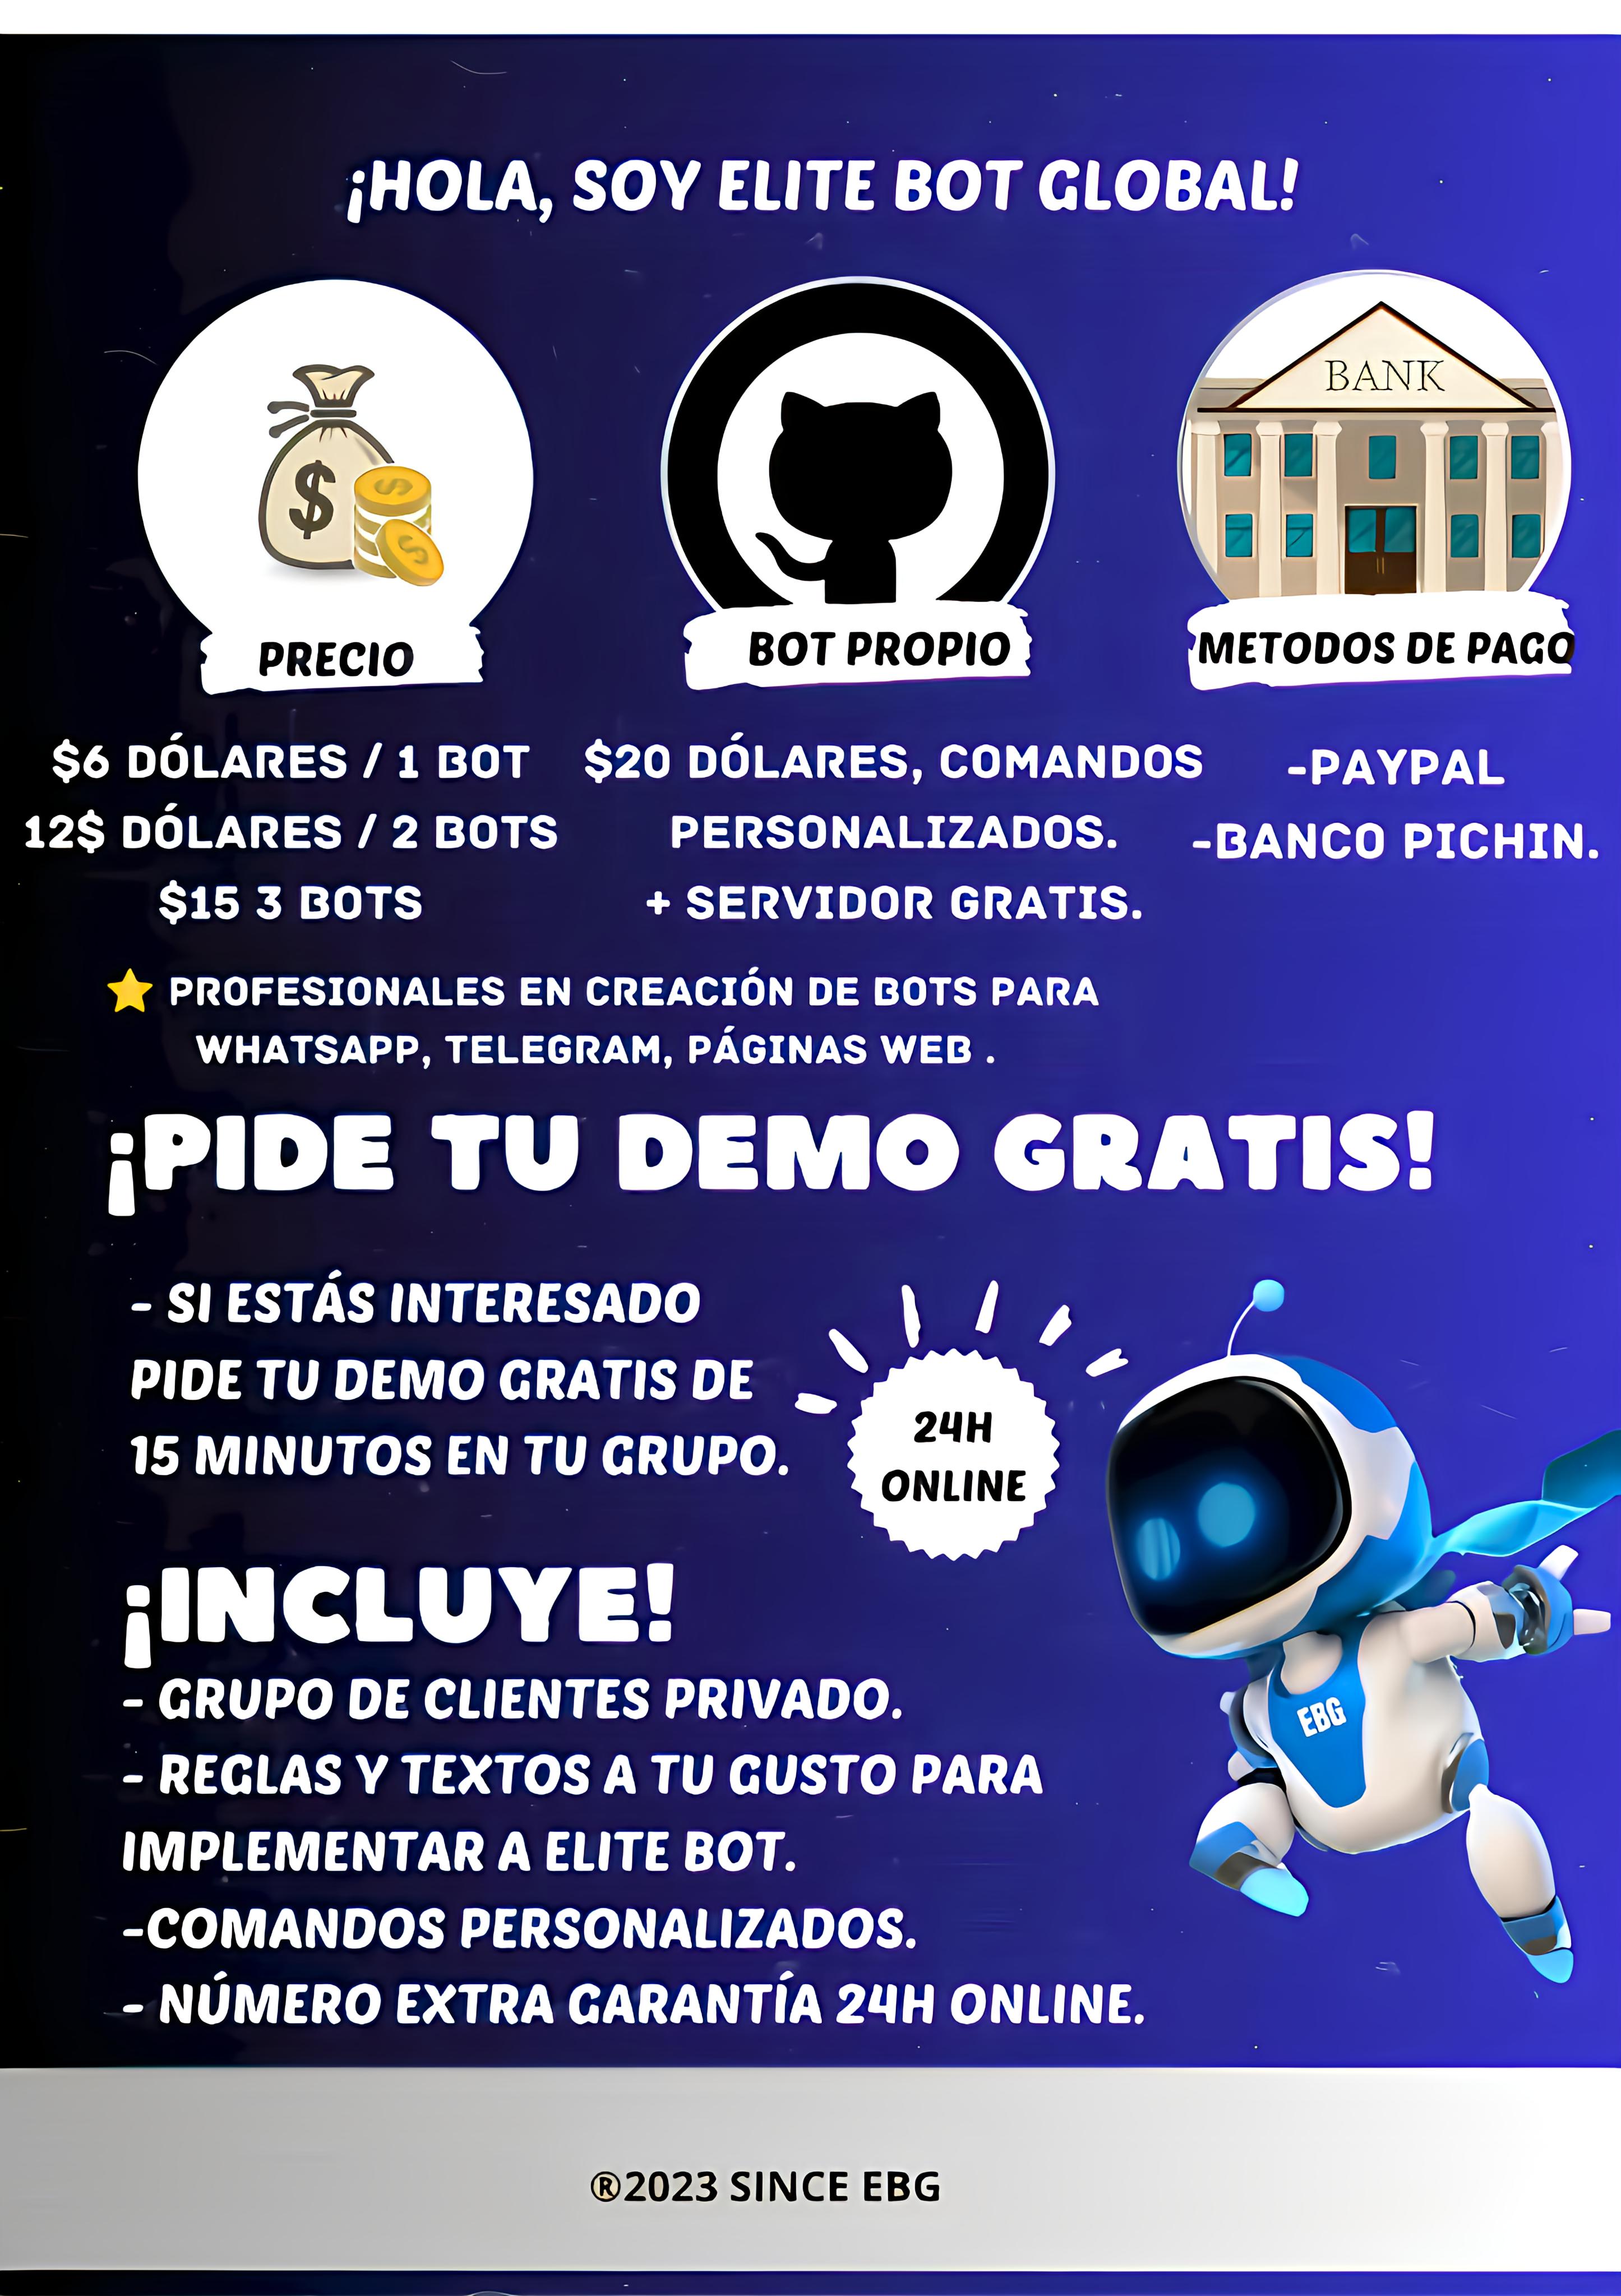 ¡HOLA, SOY ELITE BOT GLOBAL!
BANK
$
PRECIO
BOT PROPIO
METODOS DE PAGO
$6 DÓLARES / 1 BOT
12$ DÓLARES / 2 BOTS
$15 3 BOTS
$20 DÓLARES, COMANDOS
PERSONALIZADOS.
+ SERVIDOR GRATIS.
-PAYPAL
-BANCO PICHIN.
PROFESIONALES EN CREACIÓN DE BOTS PARA
WHATSAPP, TELEGRAM, PÁGINAS WEB .
¡PIDE TU DEMO GRATIS!
- SI ESTÁS INTERESADO
PIDE TU DEMO GRATIS DE
15 MINUTOS EN TU GRUPO.
24H
ONLINE
¡INCLUYE!
- GRUPO DE CLIENTES PRIVADO.
- REGLAS Y TEXTOS A TU GUSTO PARA
IMPLEMENTAR A ELITE BOT.
-COMANDOS PERSONALIZADOS.
- NÚMERO EXTRA GARANTÍA 24H ONLINE.
EBG
®2023 SINCE EBG